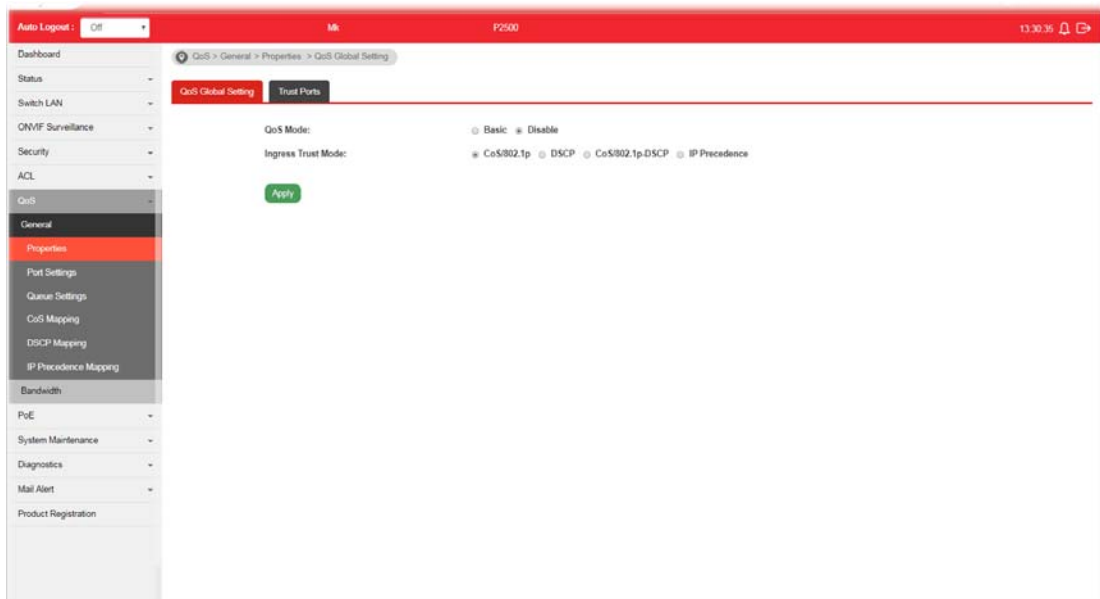 Auto Logout : Off Mk P2500 13:30:35
Dashboard
Status
Switch LAN
ONVIF Surveillance
Security
ACL
QoS
General
Properties
Port Settings
Queue Settings
CoS Mapping
DSCP Mapping
IP Precedence Mapping
Bandwidth
PoE
System Maintenance
Diagnostics
Mail Alert
Product Registration
QoS > General > Properties > QoS Global Setting
QoS Global Setting Trust Ports
QoS Mode: Basic Disable
Ingress Trust Mode: CoS/802.1p DSCP CoS/802.1p-DSCP IP Precedence
Apply